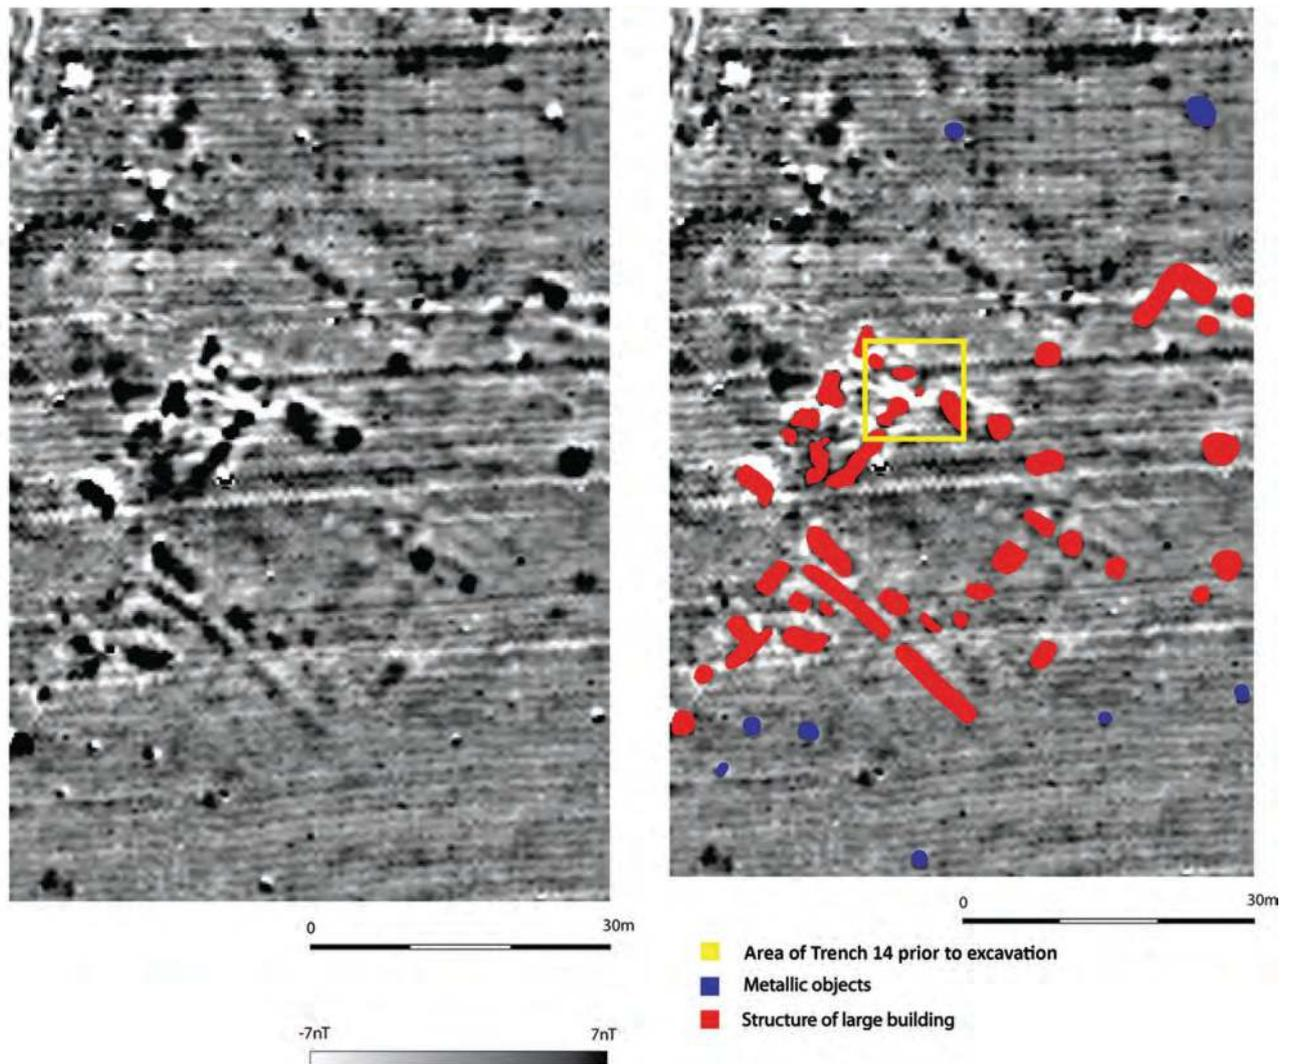 0 30m
0 30m
Area of Trench 14 prior to excavation
Metallic objects
Structure of large building
-7nT 7nT